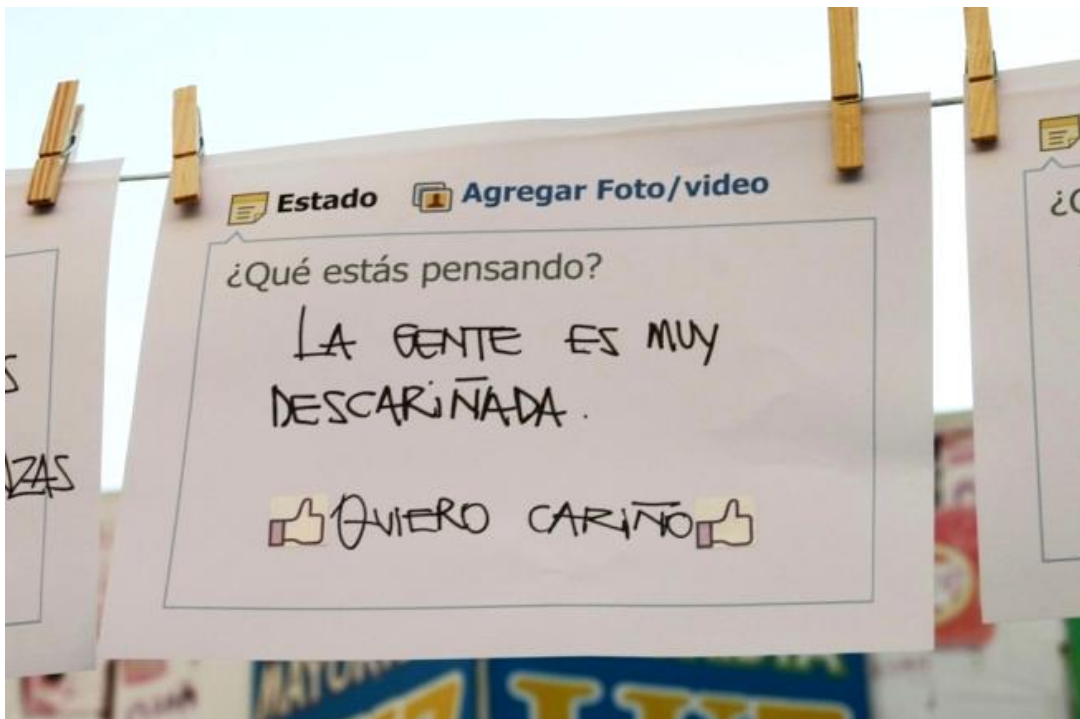 Estado Agregar Foto/video
¿Qué estás pensando?
LA GENTE ES MUY
DESCARIÑADA.
QUIERO CARIÑO